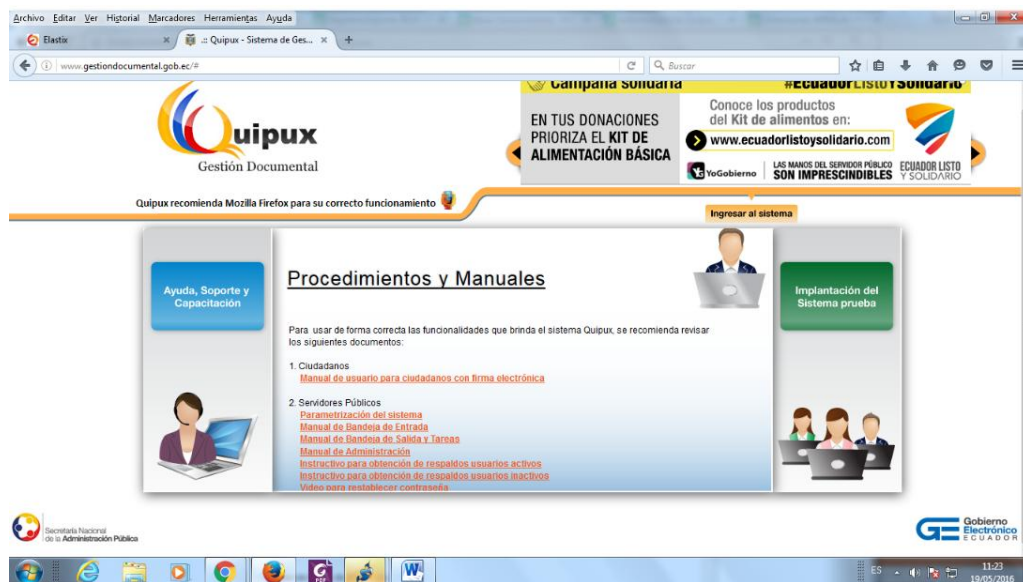 Archivo Editar Ver Historial Marcadores Herramientas Ayuda
Elastix
.:: Quipux - Sistema de Ges...
www.gestiondocumental.gob.ec/#
Buscar
Quipux
Gestión Documental
Campaña solidaria
#EcuadorListoYSolidario
EN TUS DONACIONES
PRIORIZA EL KIT DE
ALIMENTACIÓN BÁSICA
Conoce los productos
del Kit de alimentos en:
www.ecuadorlistoysolidario.com
YoGobierno
LAS MANOS DEL SERVIDOR PÚBLICO
SON IMPRESCINDIBLES
ECUADOR LISTO
Y SOLIDARIO
Quipux recomienda Mozilla Firefox para su correcto funcionamiento
Ingresar al sistema
Ayuda, Soporte y
Capacitación
Procedimientos y Manuales
Para usar de forma correcta las funcionalidades que brinda el sistema Quipux, se recomienda revisar
los siguientes documentos:
1. Ciudadanos
Manual de usuario para ciudadanos con firma electrónica
2. Servidores Públicos
Parametrización del sistema
Manual de Bandeja de Entrada
Manual de Bandeja de Salida y Tareas
Manual de Administración
Instructivo para obtención de respaldos usuarios activos
Instructivo para obtención de respaldos usuarios inactivos
Video para restablecer contraseña
Implantación del
Sistema prueba
Secretaría Nacional
de la Administración Pública
GE
Gobierno
Electrónico
ECUADOR
ES
11:23
19/05/2016